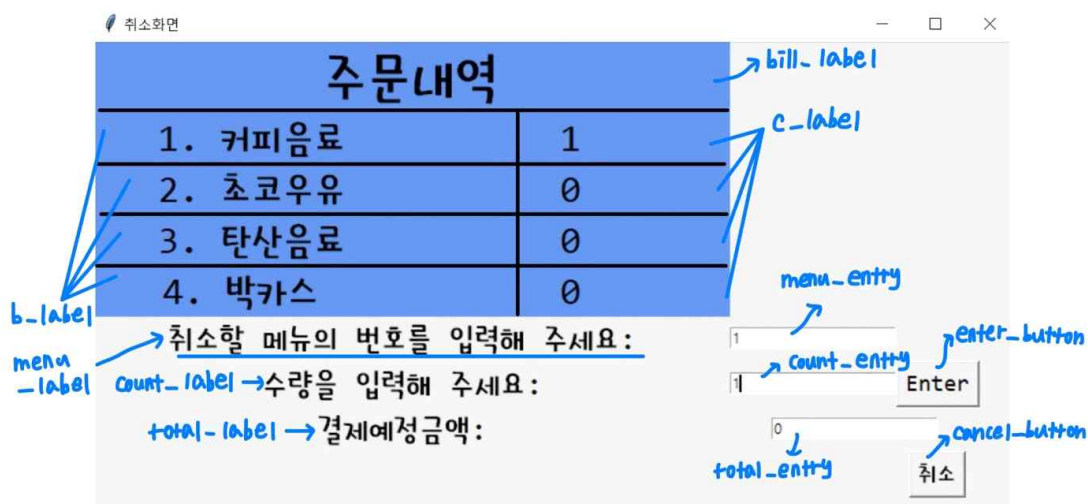 취소화면
주문내역
bill_label
1. 커피음료 1
c_label
2. 초코우유 0
3. 탄산음료 0
4. 박카스 0
b_label
menu_entry
취소할 메뉴의 번호를 입력해 주세요: 1
menu_label
enter_button
count_entry
count_label → 수량을 입력해 주세요: 1 Enter
total_label → 결제예정금액: 0
cancel_button
total_entry
취소